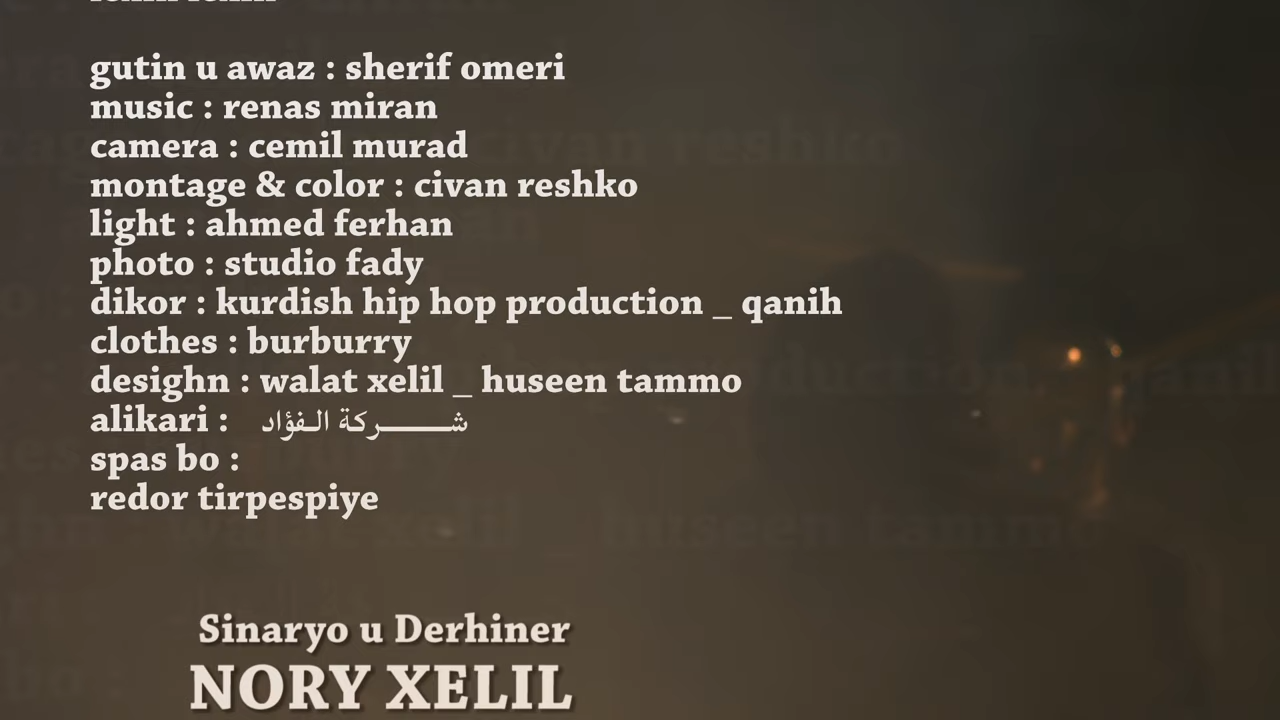 gutin u awaz : sherif omeri
music : renas miran
camera : cemil murad
montage & color : civan reshko
light : ahmed ferhan
photo : studio fady
dikor : kurdish hip hop production _ qanih
clothes : burburry
desighn : walat xelil _ huseen tammo
alikari : شـــــركة الـفؤاد
spas bo :
redor tirpespiye
Sinaryo u Derhiner
NORY XELIL